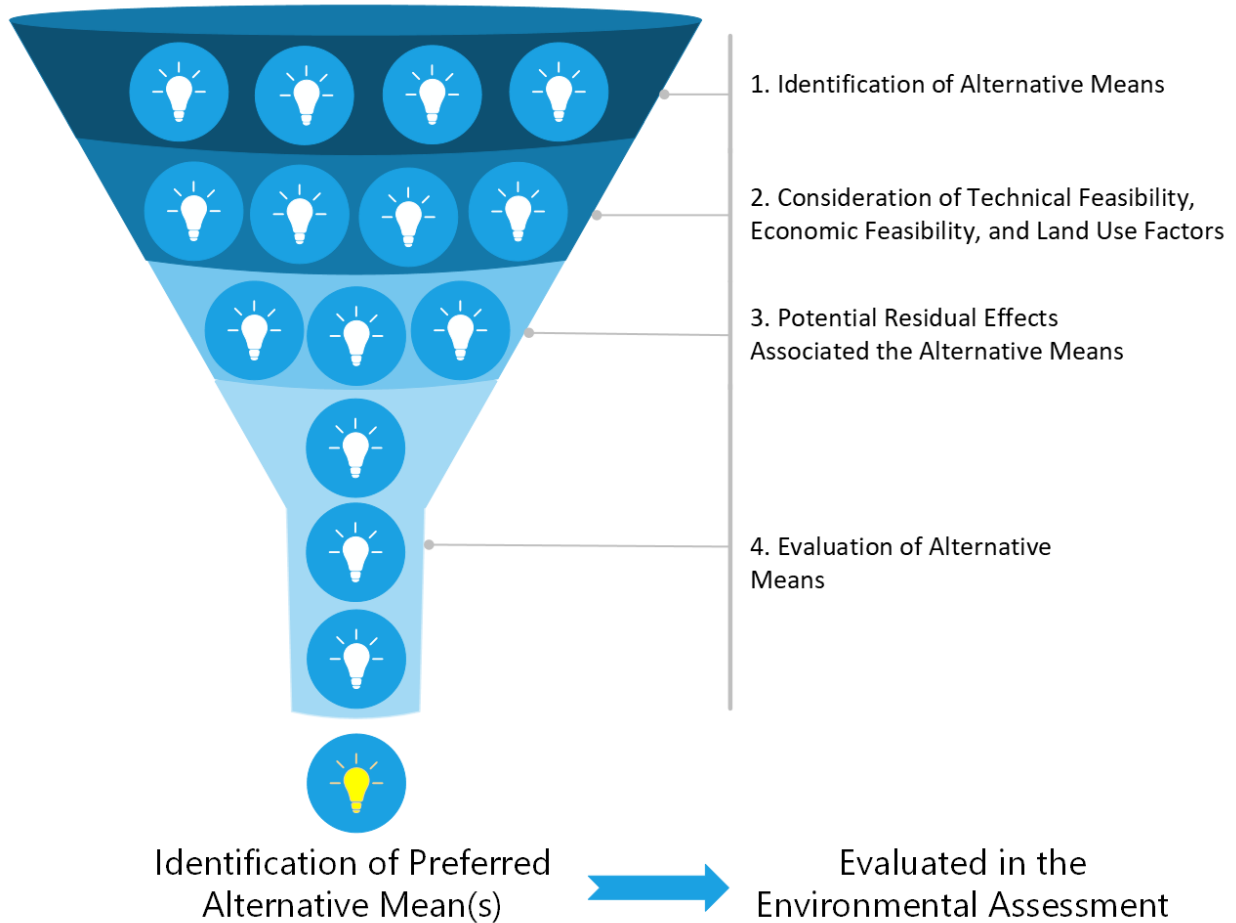 1. Identification of Alternative Means
2. Consideration of Technical Feasibility,
Economic Feasibility, and Land Use Factors
3. Potential Residual Effects
Associated the Alternative Means
4. Evaluation of Alternative
Means
Identification of Preferred
Alternative Mean(s)
Evaluated in the
Environmental Assessment